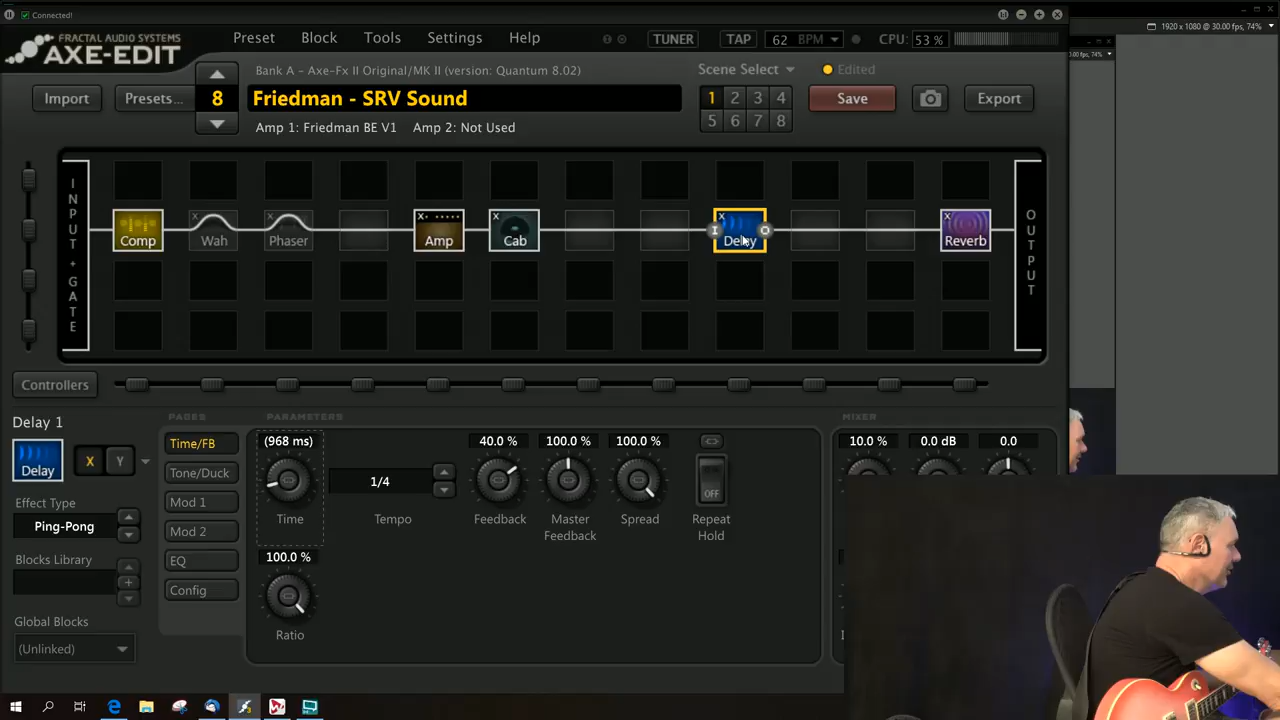 Connected!
1920 x 1080 @ 30.00 fps, 74%
FRACTAL AUDIO SYSTEMS
AXE-EDIT
Preset Block Tools Settings Help
TUNER TAP 62 BPM CPU: 53 %
Import Presets... 8
Bank A - Axe-Fx II Original/MK II (version: Quantum 8.02)
Friedman - SRV Sound
Amp 1: Friedman BE V1 Amp 2: Not Used
Scene Select
1 2 3 4
5 6 7 8
Edited
Save Export
INPUT + GATE
Comp Wah Phaser Amp Cab Delay Reverb
OUTPUT
Controllers
Delay 1
Delay X Y
Effect Type
Ping-Pong
Blocks Library
Global Blocks
(Unlinked)
PAGES
Time/FB
Tone/Duck
Mod 1
Mod 2
EQ
Config
PARAMETERS
(968 ms) 40.0 % 100.0 % 100.0 %
1/4 OFF
Time Tempo Feedback Master Feedback Spread Repeat Hold
100.0 %
Ratio
MIXER
10.0 % 0.0 dB 0.0